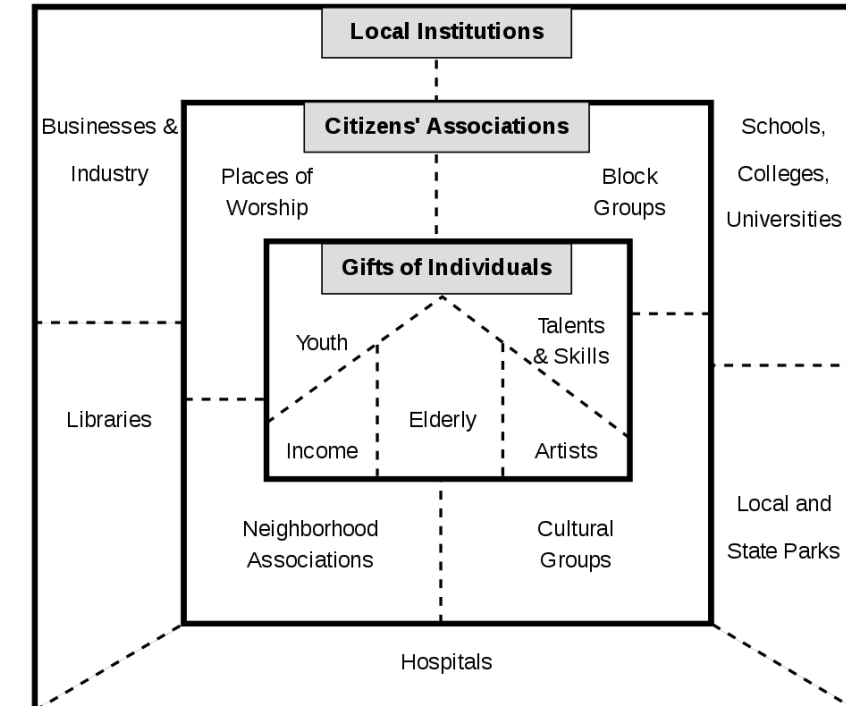 Local Institutions
Businesses &
Industry
Citizens' Associations
Schools,
Colleges,
Universities
Places of
Worship
Block
Groups
Gifts of Individuals
Youth
Talents
& Skills
Libraries
Elderly
Income
Artists
Neighborhood
Associations
Cultural
Groups
Local and
State Parks
Hospitals